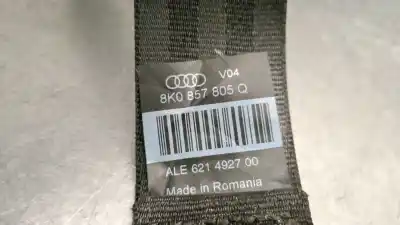 V04
8K0 857 805 Q
ALE 621 4927 00
Made in Romania